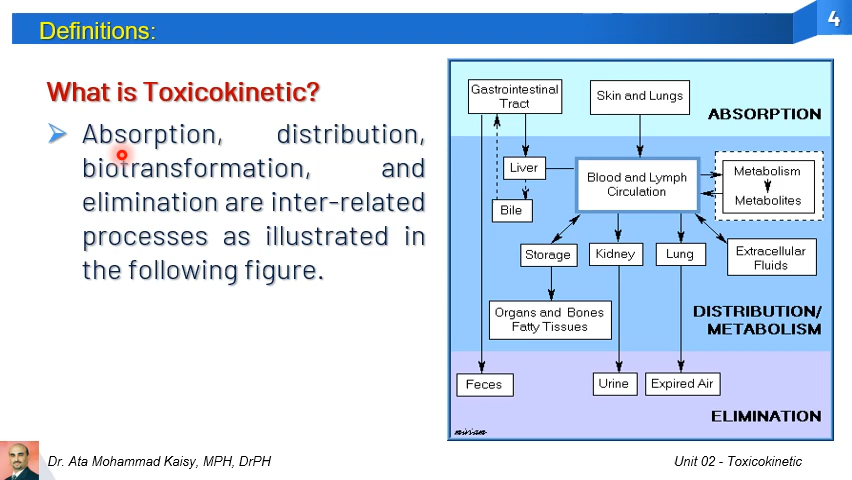 4
Definitions:
What is Toxicokinetic?
Absorption, distribution,
biotransformation, and
elimination are inter-related
processes as illustrated in
the following figure.
Gastrointestinal
Tract
Skin and Lungs
ABSORPTION
Liver
Blood and Lymph
Circulation
Metabolism
Metabolites
Bile
Storage
Kidney
Lung
Extracellular
Fluids
Organs and Bones
Fatty Tissues
DISTRIBUTION/
METABOLISM
Feces
Urine
Expired Air
ELIMINATION
Dr. Ata Mohammad Kaisy, MPH, DrPH
Unit 02 - Toxicokinetic